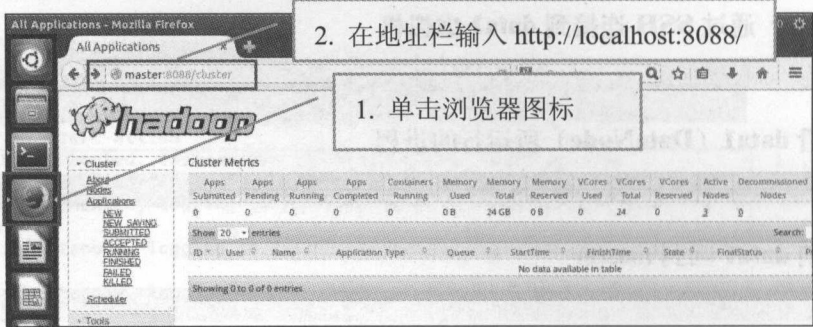 All Applications - Mozilla Firefox
All Applications
2. 在地址栏输入 http://localhost:8088/
master:8088/cluster
1. 单击浏览器图标
hadoop
Cluster
About
Nodes
Applications
NEW
NEW_SAVING
SUBMITTED
ACCEPTED
RUNNING
FINISHED
FAILED
KILLED
Scheduler
Tools
Cluster Metrics
Apps Submitted Apps Pending Apps Running Apps Completed Containers Running Memory Used Memory Total Memory Reserved VCores Used VCores Total VCores Reserved Active Nodes Decommissioned Nodes
0 0 0 0 0 0 B 24 GB 0 B 0 24 0 3 0
Show 20 entries Search:
ID User Name Application Type Queue StartTime FinishTime State FinalStatus
No data available in table
Showing 0 to 0 of 0 entries